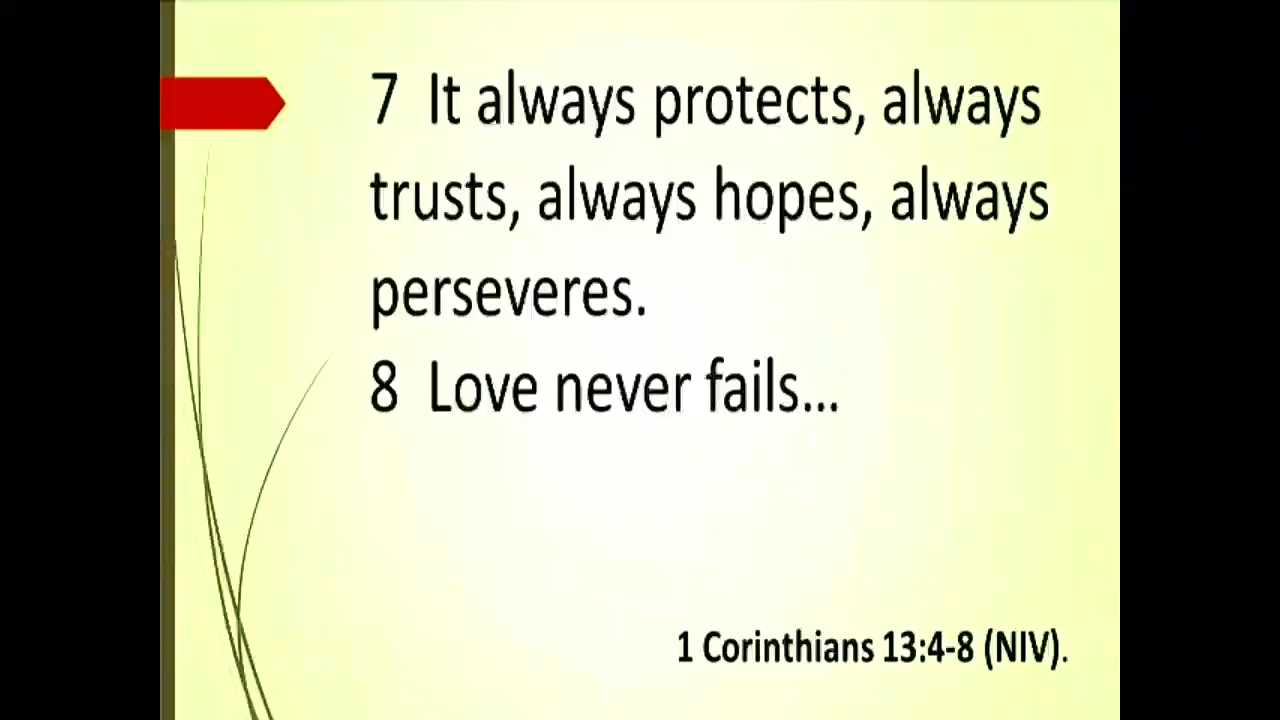 7  It always protects, always
trusts, always hopes, always
perseveres.
8  Love never fails...
1 Corinthians 13:4-8 (NIV).